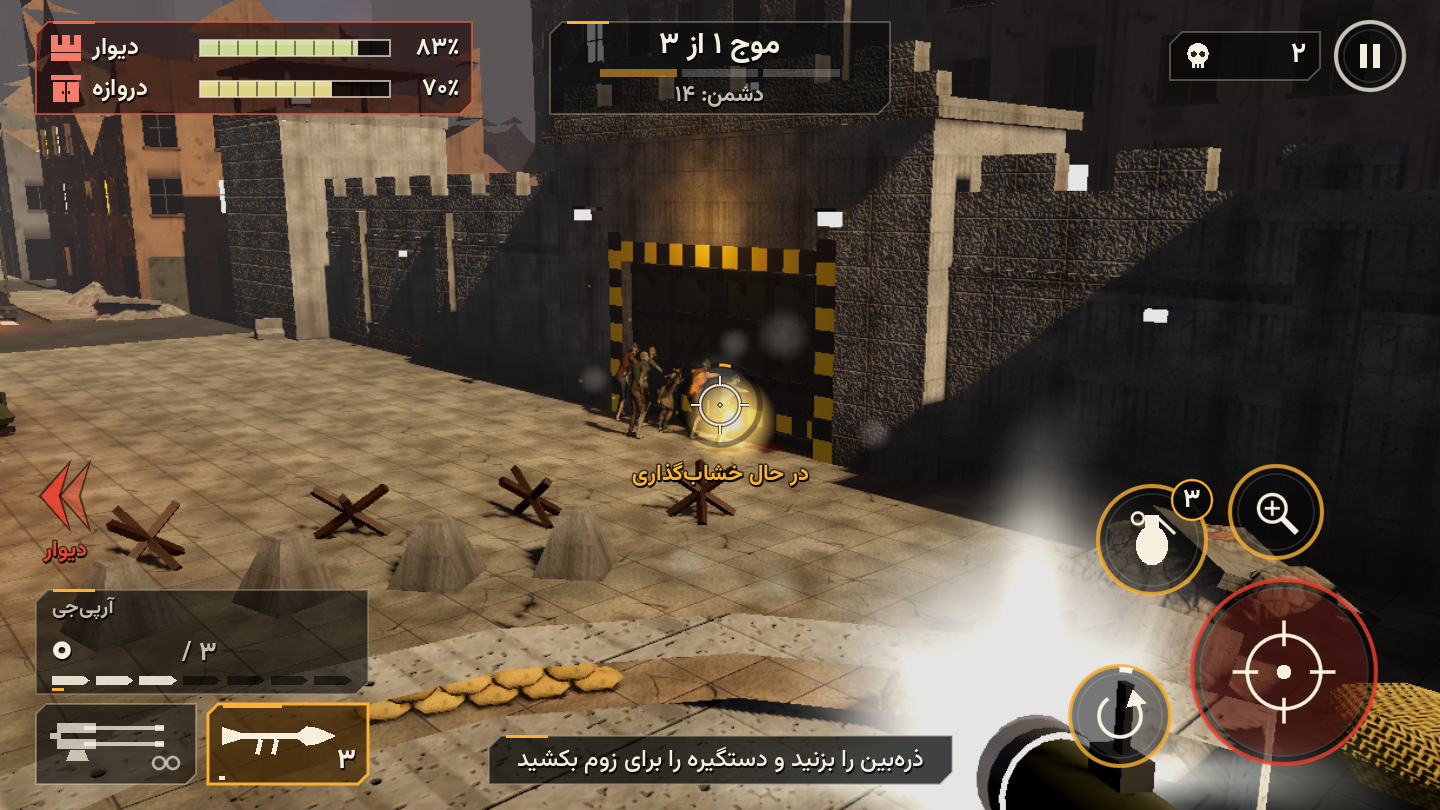 دیوار ۸۳٪
دروازه ۷۰٪
موج ۱ از ۳
دشمن: ۱۴
۲
در حال خشاب‌گذاری
دیوار
۳
آرپی‌جی
۰ / ۳
∞
۳
ذره‌بین را بزنید و دستگیره را برای زوم بکشید